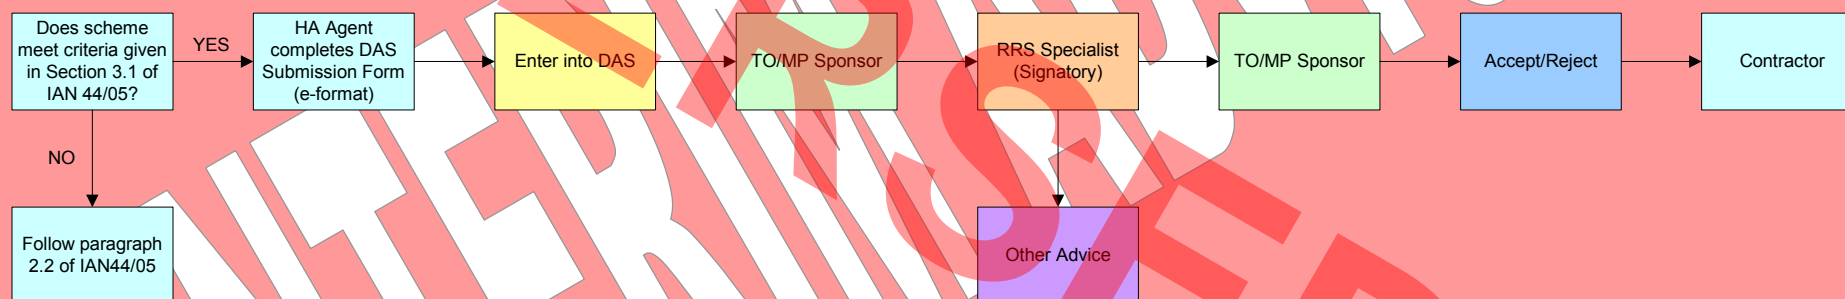 Does scheme
meet criteria given
in Section 3.1 of
IAN 44/05?
YES
HA Agent
completes DAS
Submission Form
(e-format)
Enter into DAS
TO/MP Sponsor
RRS Specialist
(Signatory)
TO/MP Sponsor
Accept/Reject
Contractor
NO
Follow paragraph
2.2 of IAN44/05
Other Advice